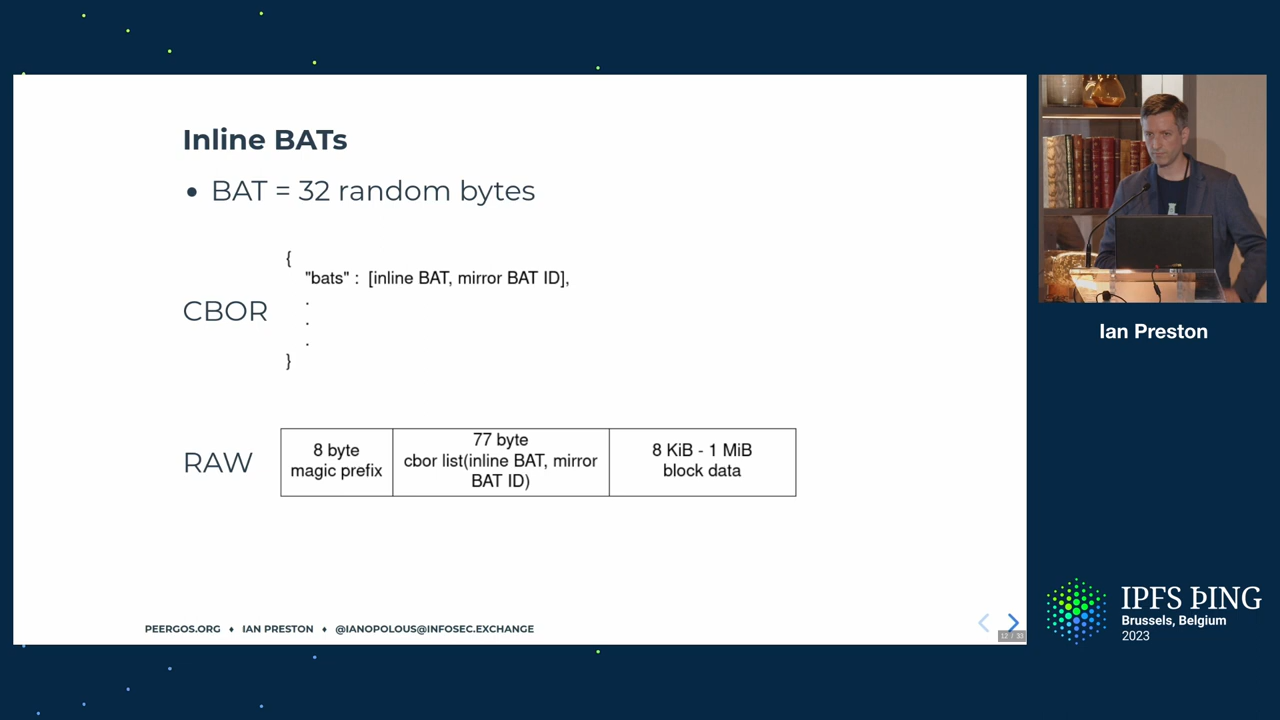 Inline BATs
• BAT = 32 random bytes
CBOR
{
"bats" : [inline BAT, mirror BAT ID],
.
.
.
}
RAW
8 byte
magic prefix
77 byte
cbor list(inline BAT, mirror
BAT ID)
8 KiB - 1 MiB
block data
PEERGOS.ORG ♦ IAN PRESTON ♦ @IANOPOLOUS@INFOSEC.EXCHANGE
12 / 33
Ian Preston
IPFS ÞING
Brussels, Belgium
2023